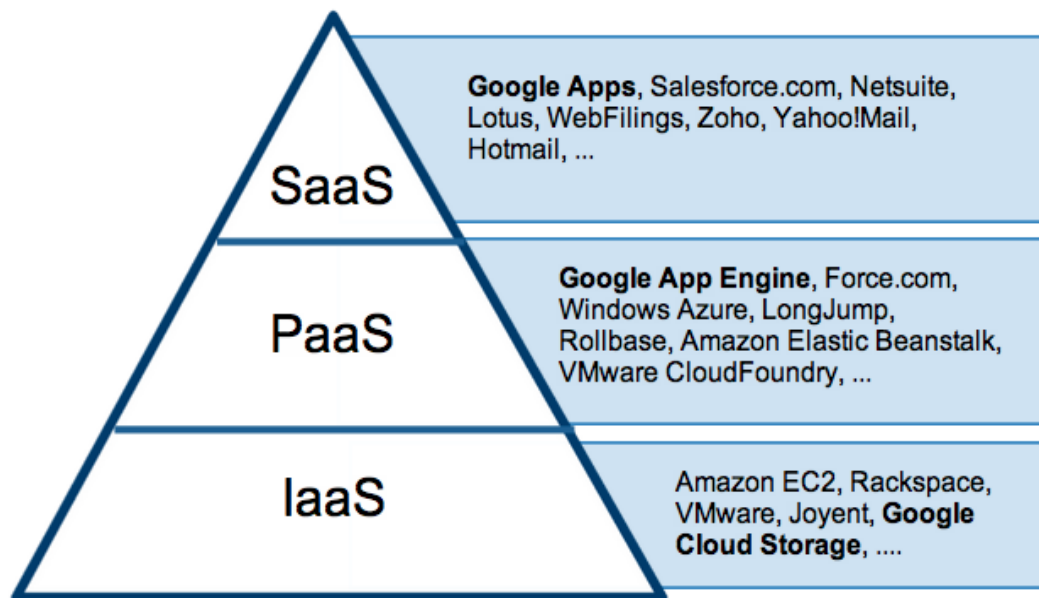 Google Apps, Salesforce.com, Netsuite,
Lotus, WebFilings, Zoho, Yahoo!Mail,
Hotmail, ...
SaaS
Google App Engine, Force.com,
Windows Azure, LongJump,
Rollbase, Amazon Elastic Beanstalk,
VMware CloudFoundry, ...
PaaS
Amazon EC2, Rackspace,
VMware, Joyent, Google
Cloud Storage, ....
IaaS